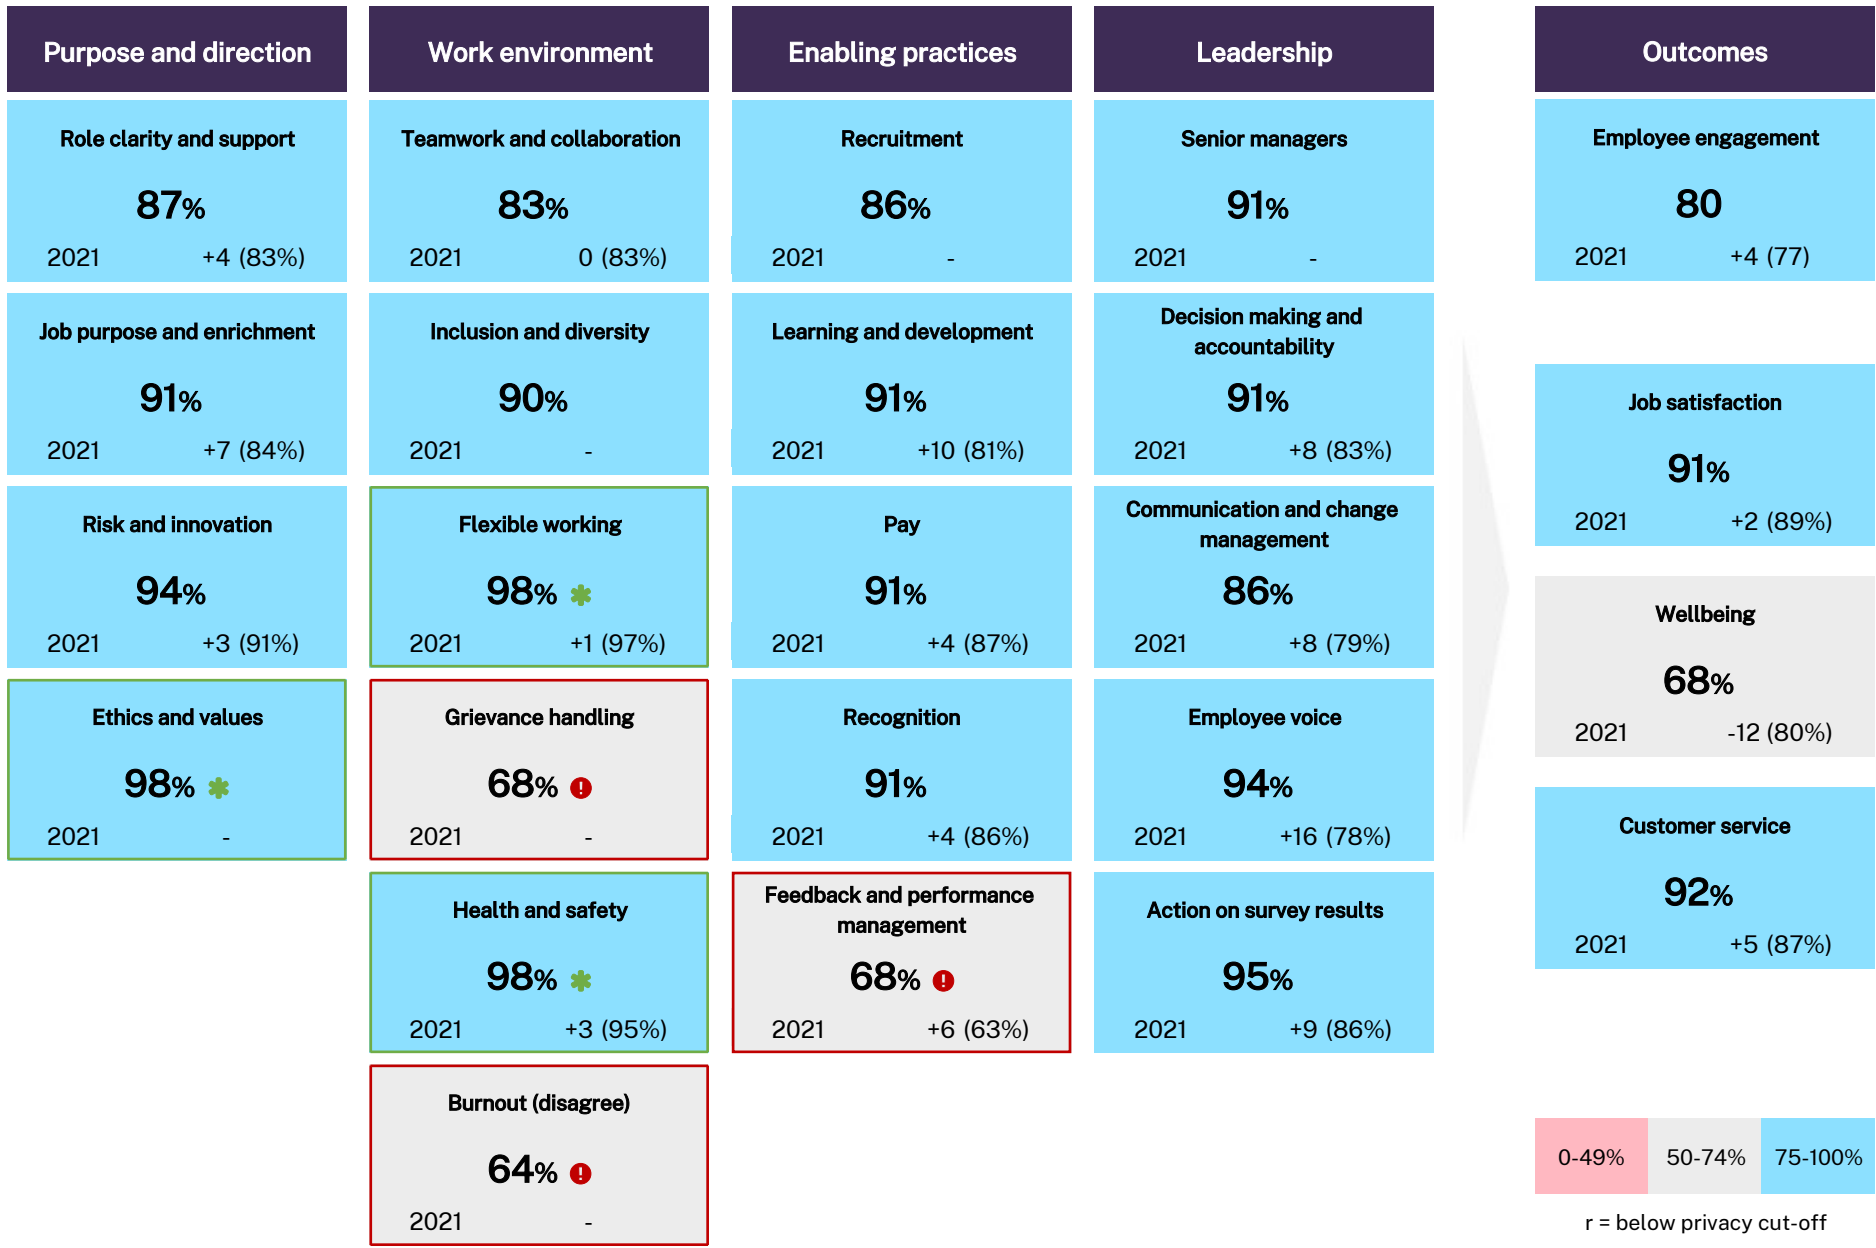 Purpose and direction
Role clarity and support
87%
2021 +4 (83%)
Job purpose and enrichment
91%
2021 +7 (84%)
Risk and innovation
94%
2021 +3 (91%)
Ethics and values
98%
2021 -
Work environment
Teamwork and collaboration
83%
2021 0 (83%)
Inclusion and diversity
90%
2021 -
Flexible working
98% ✱
2021 +1 (97%)
Grievance handling
68% !
2021 -
Health and safety
98% ✱
2021 +3 (95%)
Burnout (disagree)
64% !
2021 -
Enabling practices
Recruitment
86%
2021 -
Learning and development
91%
2021 +10 (81%)
Pay
91%
2021 +4 (87%)
Recognition
91%
2021 +4 (86%)
Feedback and performance
management
68% !
2021 +6 (63%)
Leadership
Senior managers
91%
2021 -
Decision making and
accountability
91%
2021 +8 (83%)
Communication and change
management
86%
2021 +8 (79%)
Employee voice
94%
2021 +16 (78%)
Action on survey results
95%
2021 +9 (86%)
Outcomes
Employee engagement
80
2021 +4 (77)
Job satisfaction
91%
2021 +2 (89%)
Wellbeing
68%
2021 -12 (80%)
Customer service
92%
2021 +5 (87%)
0-49% 50-74% 75-100%
r = below privacy cut-off